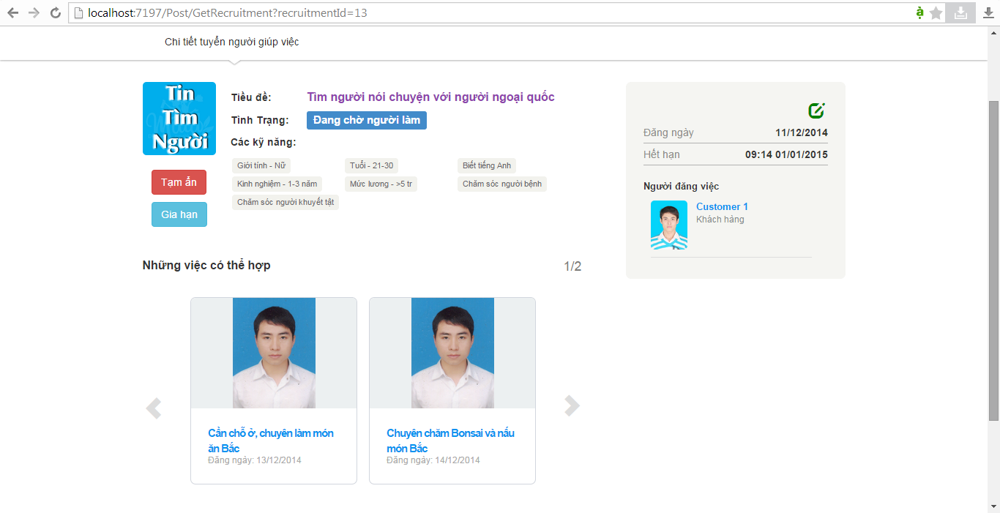 localhost:7197/Post/GetRecruitment?recruitmentId=13
Chi tiết tuyển người giúp việc
Tin
Tìm
Người
Tiêu đề: Tìm người nói chuyện với người ngoại quốc
Tình Trạng: Đang chờ người làm
Các kỹ năng:
Giới tính - Nữ Tuổi - 21-30 Biết tiếng Anh
Kinh nghiệm - 1-3 năm Mức lương - >5 tr Chăm sóc người bệnh
Chăm sóc người khuyết tật
Tạm ẩn
Gia hạn
Đăng ngày 11/12/2014
Hết hạn 09:14 01/01/2015
Người đăng việc
Customer 1
Khách hàng
Những việc có thể hợp 1/2
Cần chỗ ở, chuyên làm món
ăn Bắc
Đăng ngày: 13/12/2014
Chuyên chăm Bonsai và nấu
món Bắc
Đăng ngày: 14/12/2014